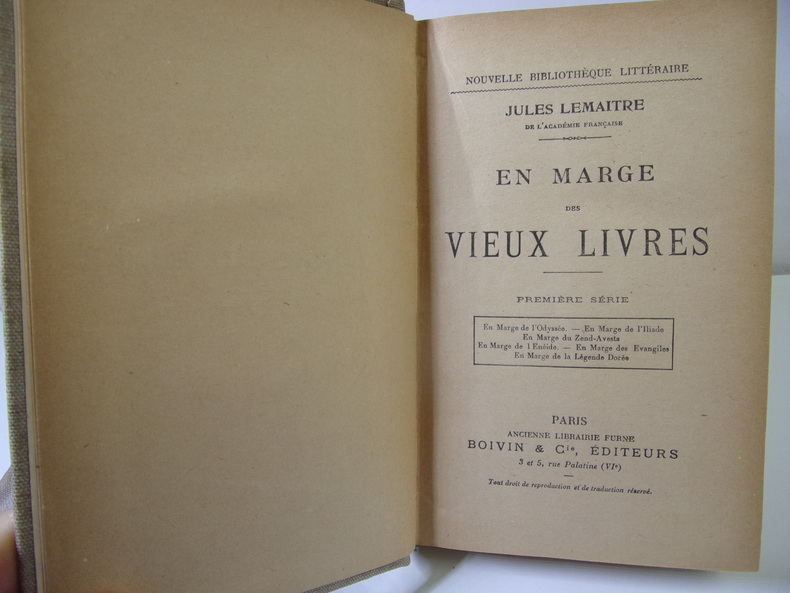 NOUVELLE BIBLIOTHÈQUE LITTÉRAIRE
JULES LEMAITRE
DE L'ACADÉMIE FRANÇAISE
EN MARGE
DES
VIEUX LIVRES
PREMIÈRE SÉRIE
En Marge de l'Odyssée. — En Marge de l'Iliade
En Marge du Zend-Avesta
En Marge de l'Enéide. — En Marge des Evangiles
En Marge de la Légende Dorée
PARIS
ANCIENNE LIBRAIRIE FURNE
BOIVIN & Cie, ÉDITEURS
3 et 5, rue Palatine (VIe)
Tout droit de reproduction et de traduction réservé.